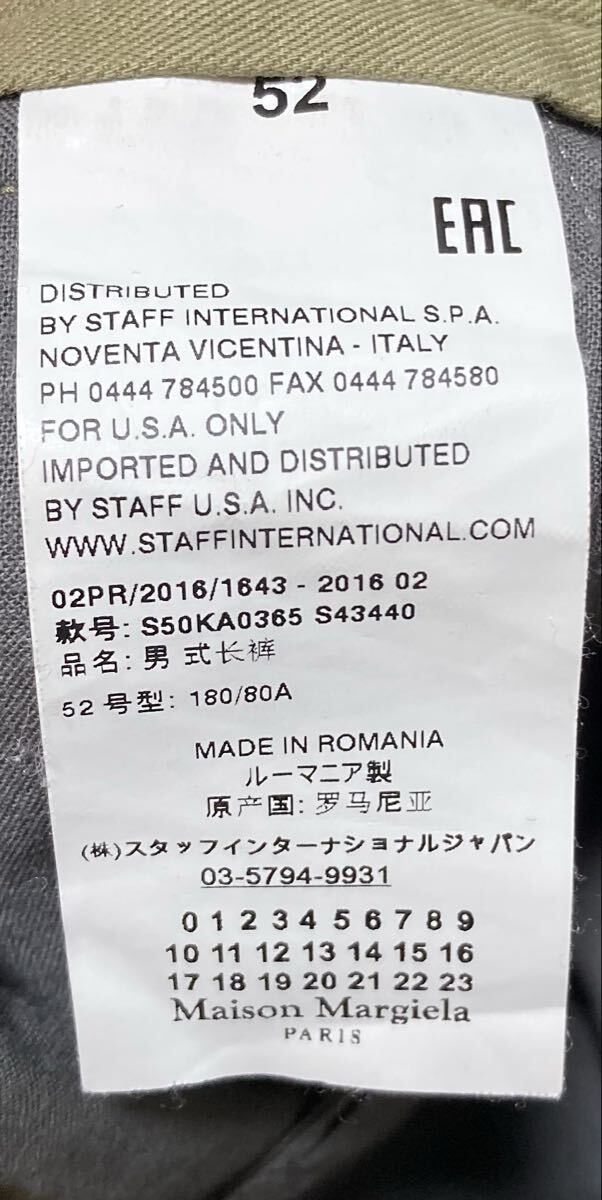 52
EAC
DISTRIBUTED
BY STAFF INTERNATIONAL S.P.A.
NOVENTA VICENTINA - ITALY
PH 0444 784500 FAX 0444 784580
FOR U.S.A. ONLY
IMPORTED AND DISTRIBUTED
BY STAFF U.S.A. INC.
WWW.STAFFINTERNATIONAL.COM
02PR/2016/1643 - 2016 02
款号: S50KA0365 S43440
品名: 男 式长裤
52 号型: 180/80A
MADE IN ROMANIA
ルーマニア製
原产国: 罗马尼亚
(株)スタッフインターナショナルジャパン
03-5794-9931
0 1 2 3 4 5 6 7 8 9
10 11 12 13 14 15 16
17 18 19 20 21 22 23
Maison Margiela
PARIS